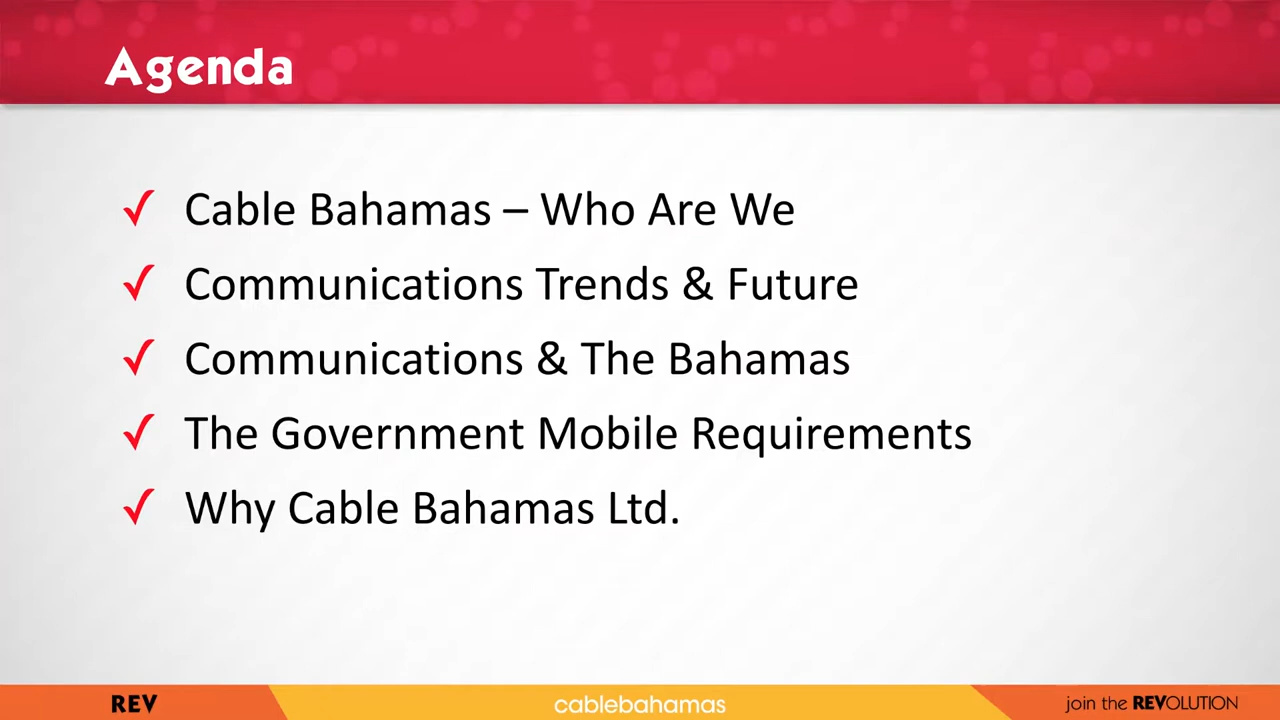 Agenda
✓ Cable Bahamas – Who Are We
✓ Communications Trends & Future
✓ Communications & The Bahamas
✓ The Government Mobile Requirements
✓ Why Cable Bahamas Ltd.
REV
cablebahamas
join the REVOLUTION